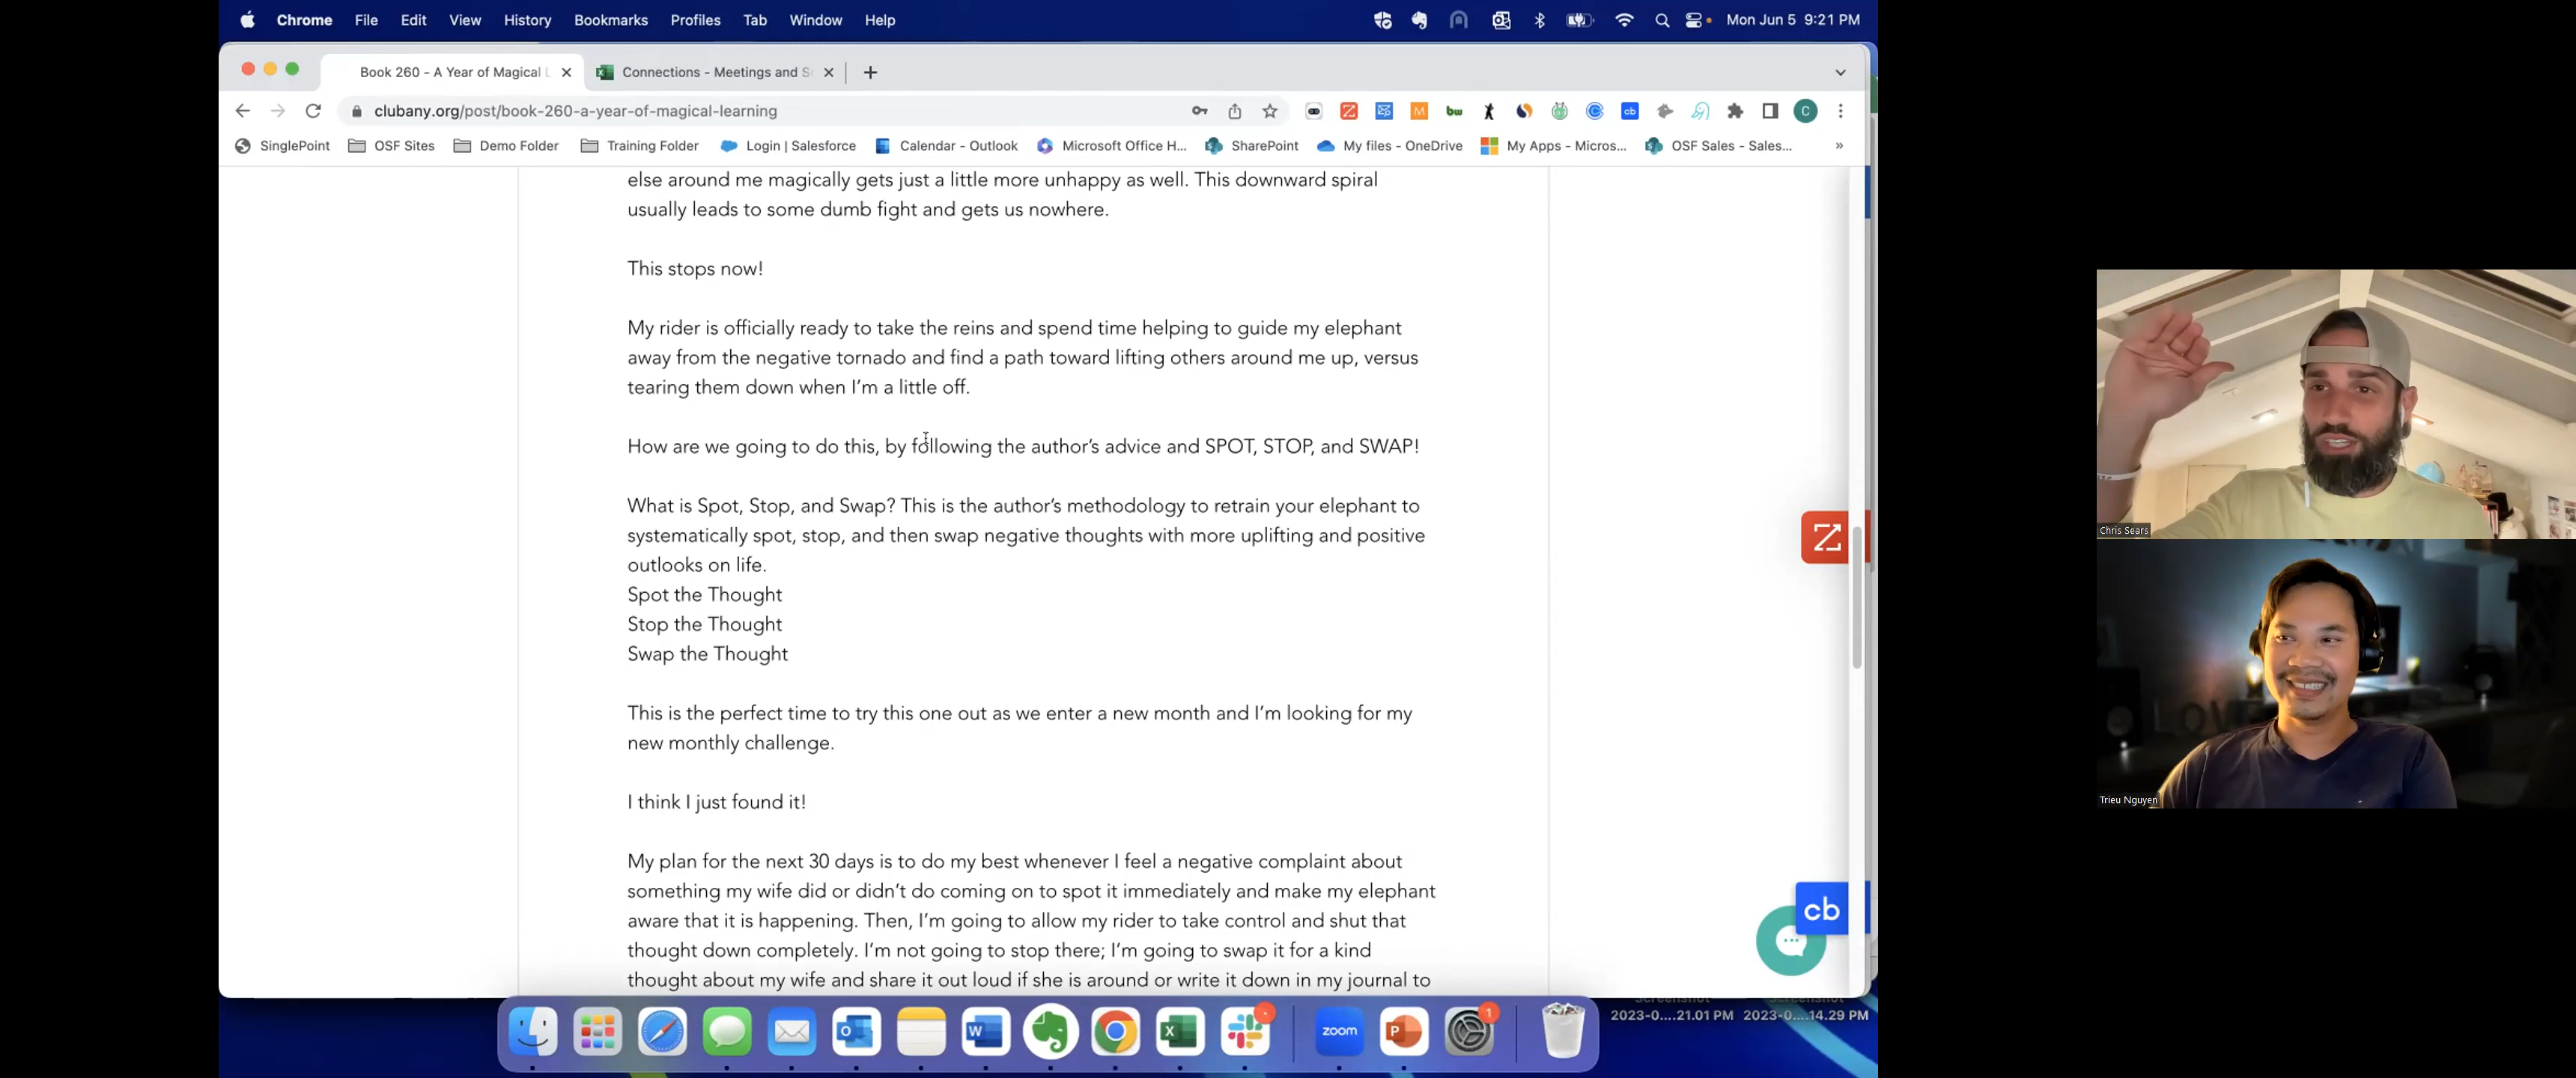 Chrome File Edit View History Bookmarks Profiles Tab Window Help Mon Jun 5 9:21 PM
Book 260 - A Year of Magical L Connections - Meetings and S
clubany.org/post/book-260-a-year-of-magical-learning M bw cb C
SinglePoint OSF Sites Demo Folder Training Folder Login | Salesforce Calendar - Outlook Microsoft Office H... SharePoint My files - OneDrive My Apps - Micros... OSF Sales - Sales... »
else around me magically gets just a little more unhappy as well. This downward spiral
usually leads to some dumb fight and gets us nowhere.
This stops now!
My rider is officially ready to take the reins and spend time helping to guide my elephant
away from the negative tornado and find a path toward lifting others around me up, versus
tearing them down when I'm a little off.
How are we going to do this, by following the author's advice and SPOT, STOP, and SWAP!
What is Spot, Stop, and Swap? This is the author's methodology to retrain your elephant to
systematically spot, stop, and then swap negative thoughts with more uplifting and positive
outlooks on life.
Spot the Thought
Stop the Thought
Swap the Thought
This is the perfect time to try this one out as we enter a new month and I'm looking for my
new monthly challenge.
I think I just found it!
My plan for the next 30 days is to do my best whenever I feel a negative complaint about
something my wife did or didn't do coming on to spot it immediately and make my elephant
aware that it is happening. Then, I'm going to allow my rider to take control and shut that
thought down completely. I'm not going to stop there; I'm going to swap it for a kind
thought about my wife and share it out loud if she is around or write it down in my journal to
cb
Screenshot Screenshot
2023-0....21.01 PM 2023-0....14.29 PM
zoom
1
Chris Sears
LOVE
Trieu Nguyen